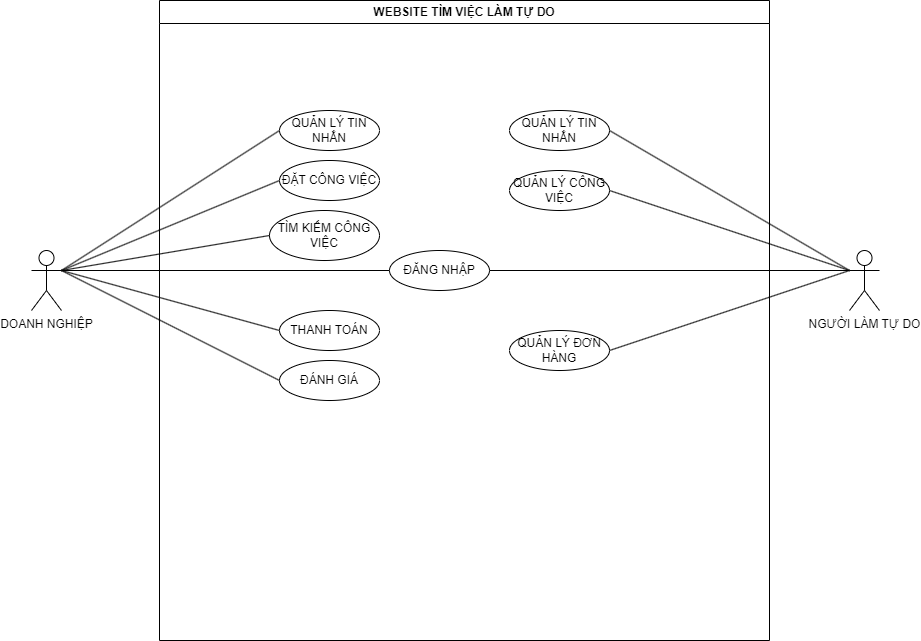 WEBSITE TÌM VIỆC LÀM TỰ DO
QUẢN LÝ TIN
NHẮN
QUẢN LÝ TIN
NHẮN
ĐẶT CÔNG VIỆC
QUẢN LÝ CÔNG
VIỆC
TÌM KIẾM CÔNG
VIỆC
ĐĂNG NHẬP
DOANH NGHIỆP
NGƯỜI LÀM TỰ DO
THANH TOÁN
QUẢN LÝ ĐƠN
HÀNG
ĐÁNH GIÁ